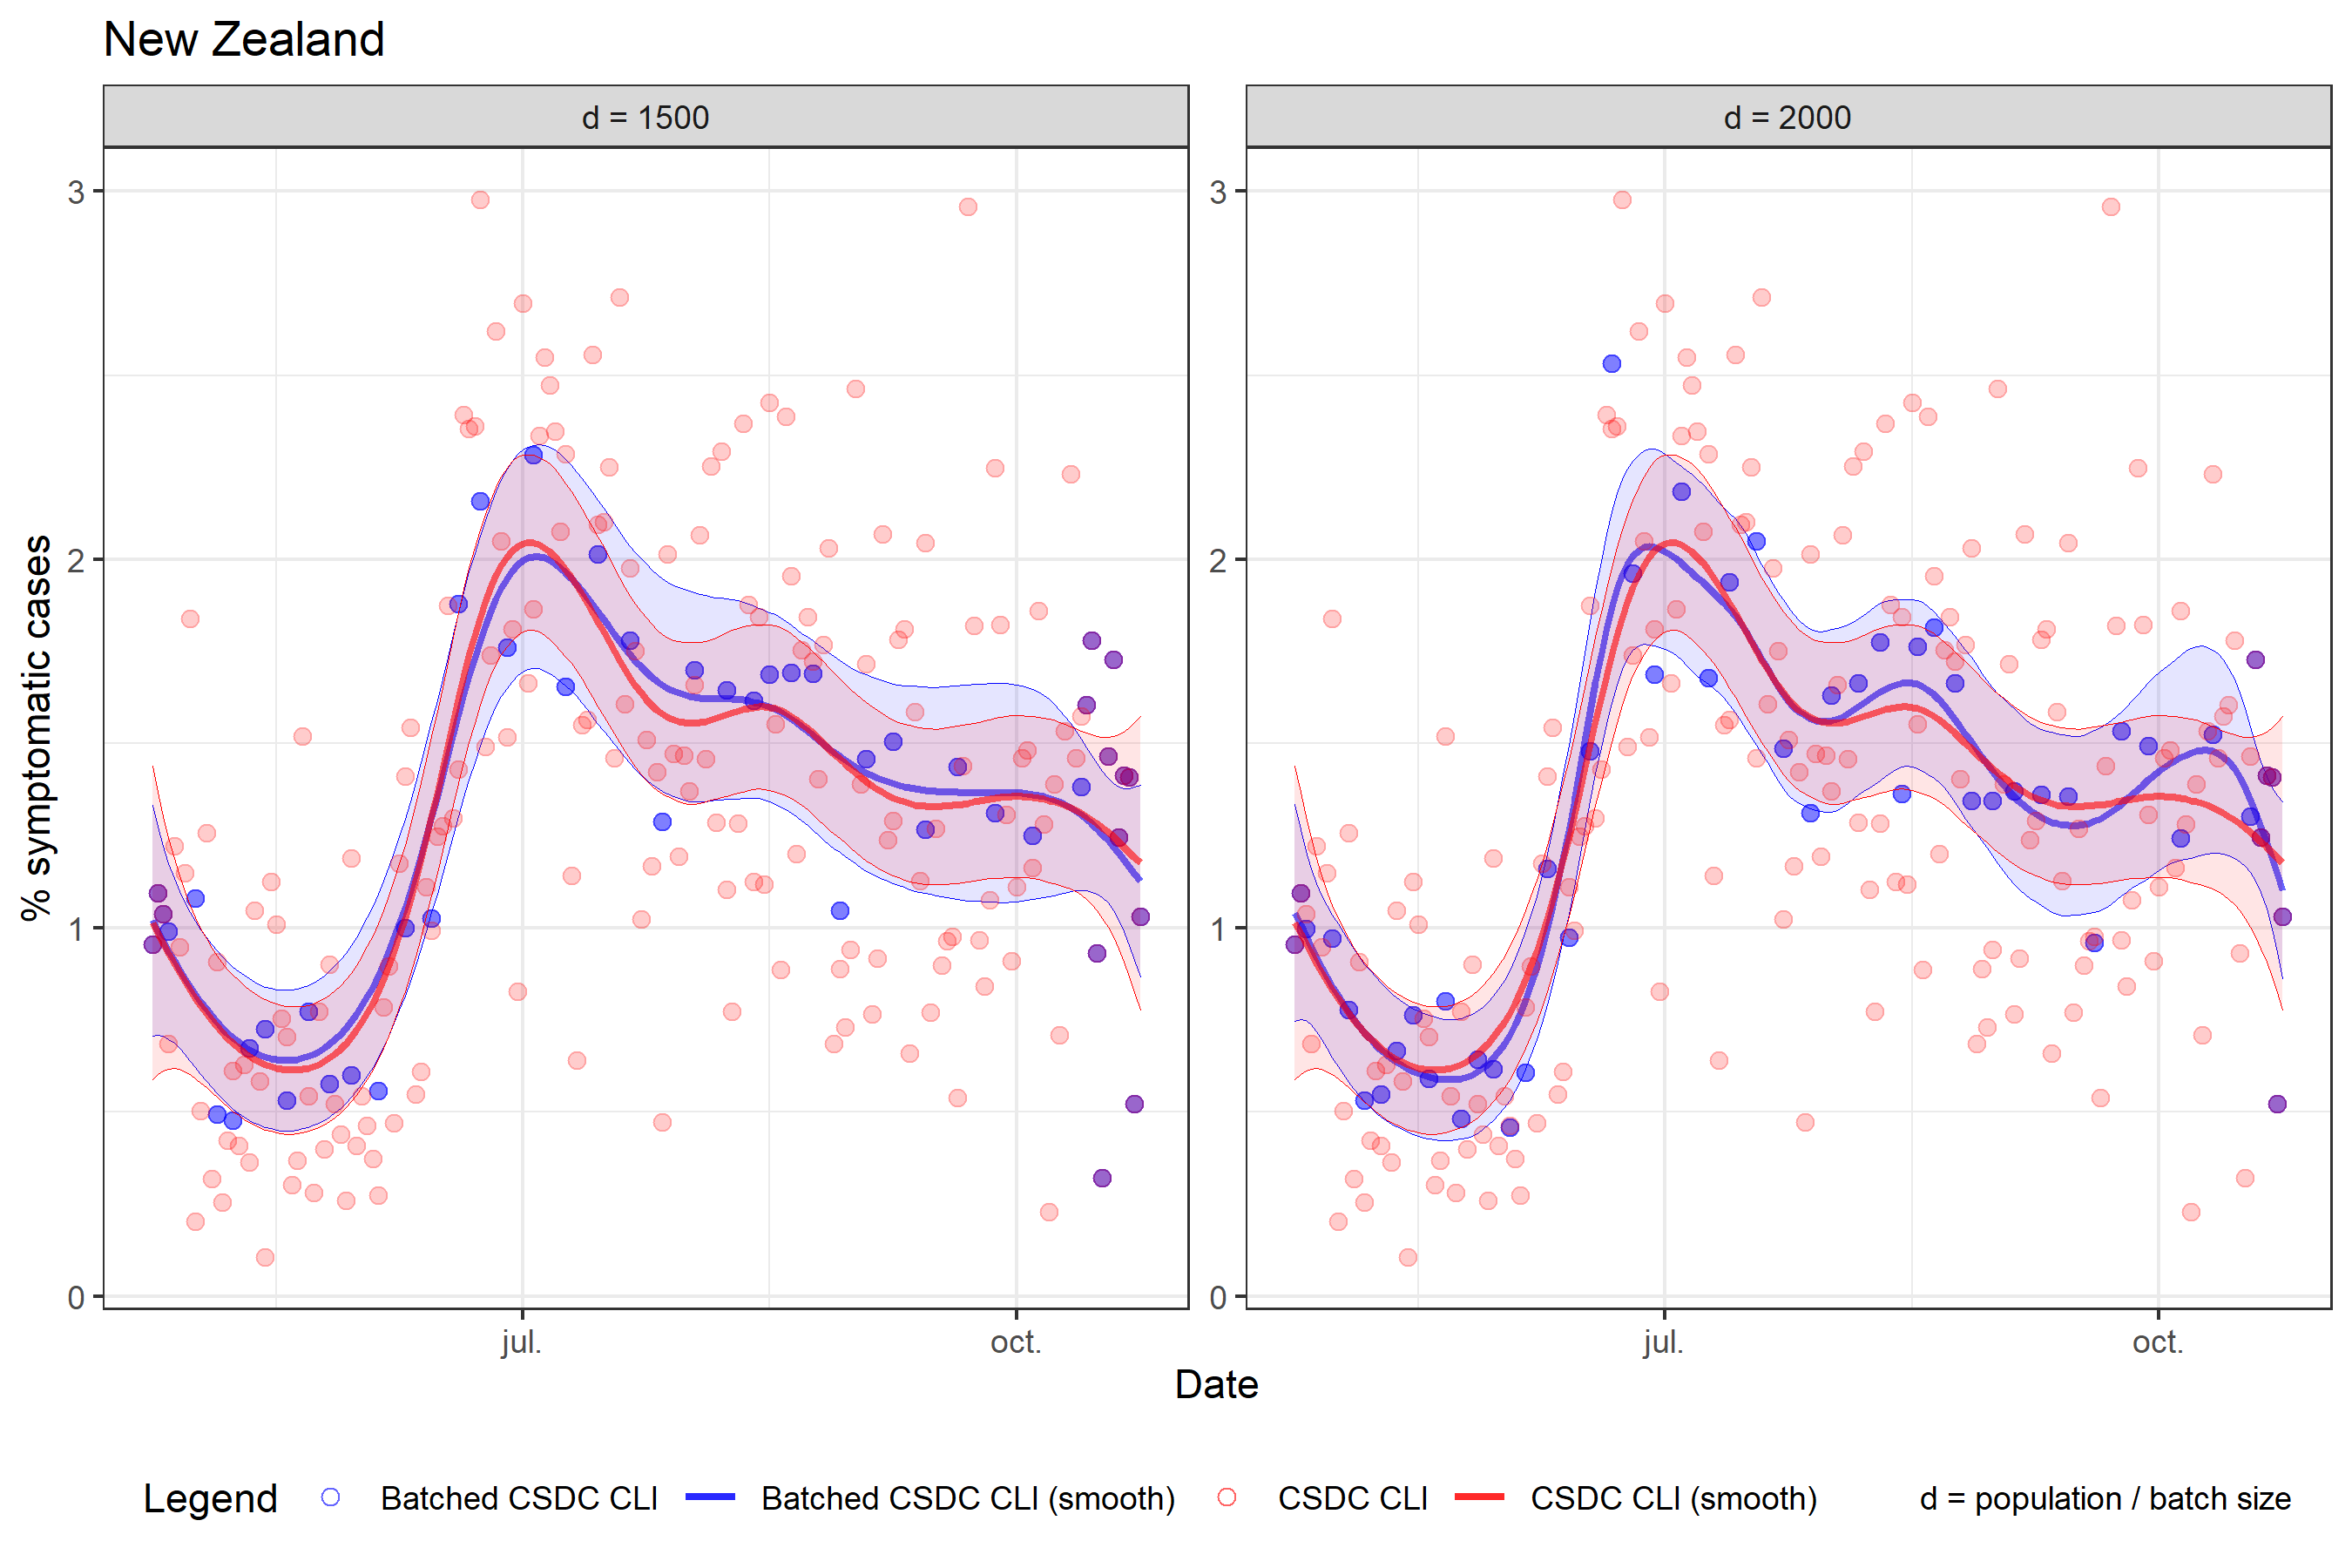 New Zealand
d = 1500
d = 2000
% symptomatic cases
3
2
1
0
3
2
1
0
jul.
oct.
jul.
oct.
Date
Legend
Batched CSDC CLI
Batched CSDC CLI (smooth)
CSDC CLI
CSDC CLI (smooth)
d = population / batch size